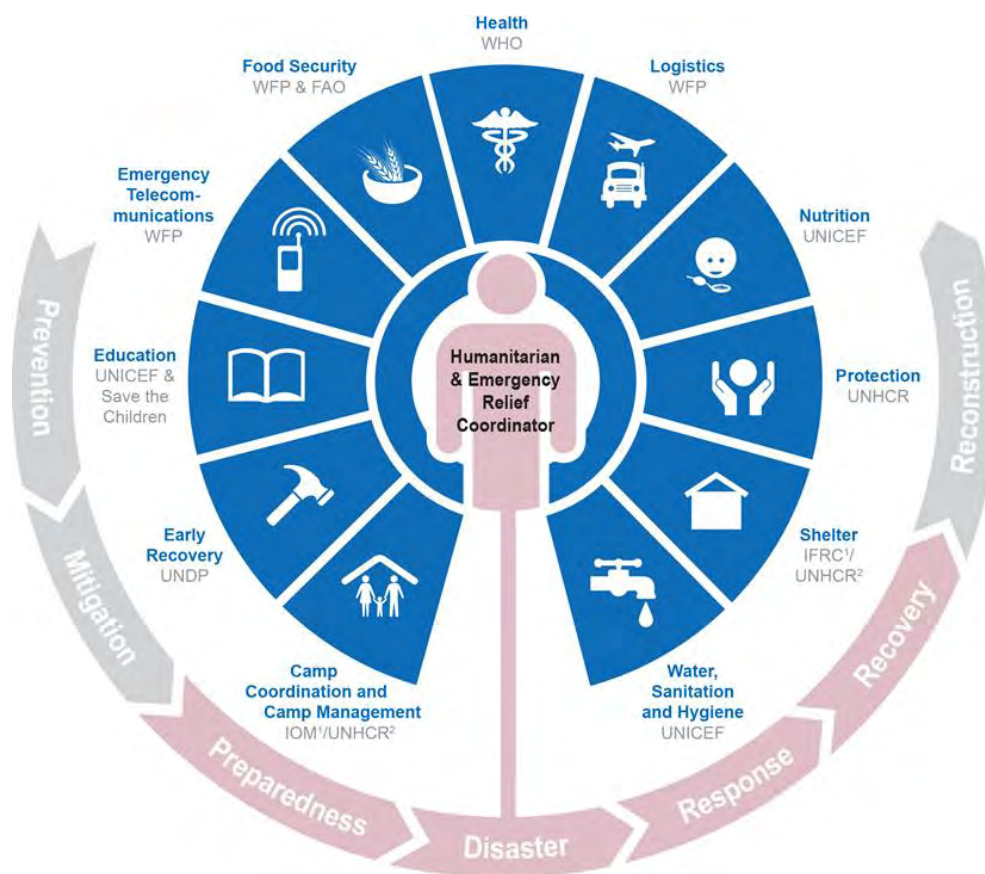 Health
WHO
Food Security
WFP & FAO
Logistics
WFP
Emergency
Telecom-
munications
WFP
Nutrition
UNICEF
Education
UNICEF &
Save the
Children
Humanitarian
& Emergency
Relief
Coordinator
Protection
UNHCR
Early
Recovery
UNDP
Shelter
IFRC¹/
UNHCR²
Camp
Coordination and
Camp Management
IOM¹/UNHCR²
Water,
Sanitation
and Hygiene
UNICEF
Prevention
Mitigation
Preparedness
Disaster
Response
Recovery
Reconstruction